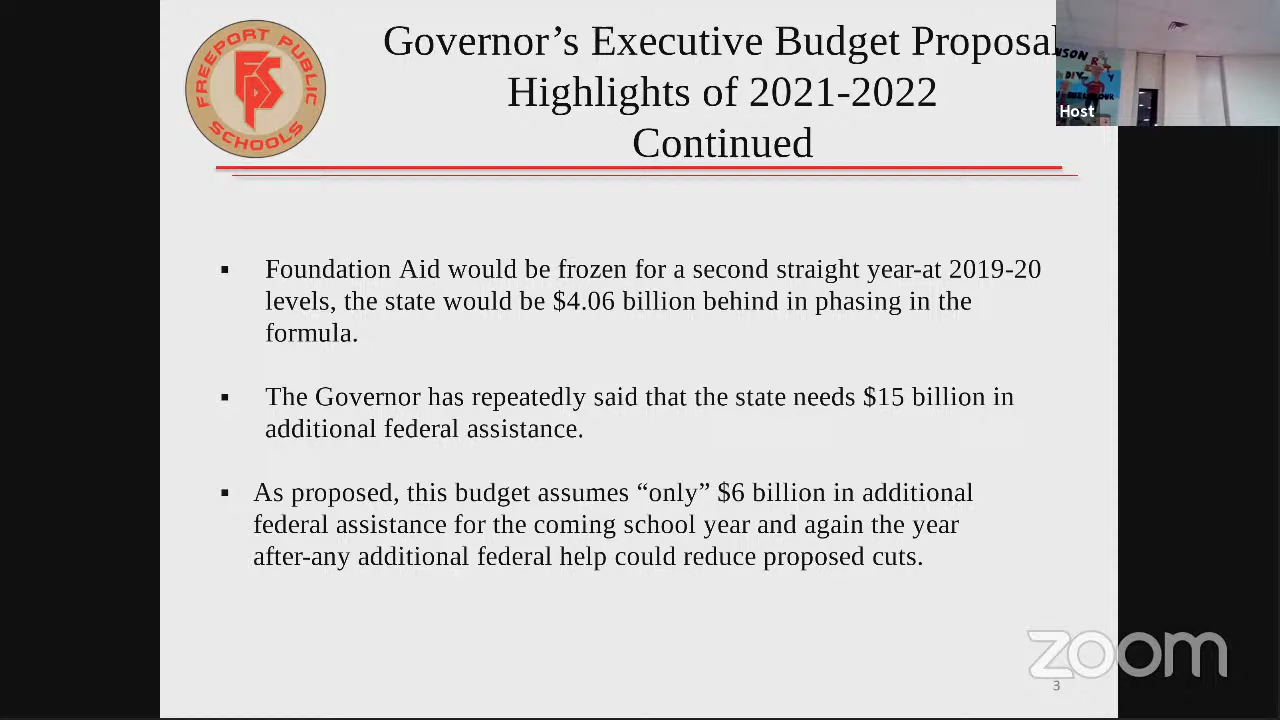 FREEPORT PUBLIC
SCHOOLS
FPS
Governor’s Executive Budget Proposal
Highlights of 2021-2022
Continued
Host
▪ Foundation Aid would be frozen for a second straight year-at 2019-20
levels, the state would be $4.06 billion behind in phasing in the
formula.
▪ The Governor has repeatedly said that the state needs $15 billion in
additional federal assistance.
▪ As proposed, this budget assumes “only” $6 billion in additional
federal assistance for the coming school year and again the year
after-any additional federal help could reduce proposed cuts.
zoom
3